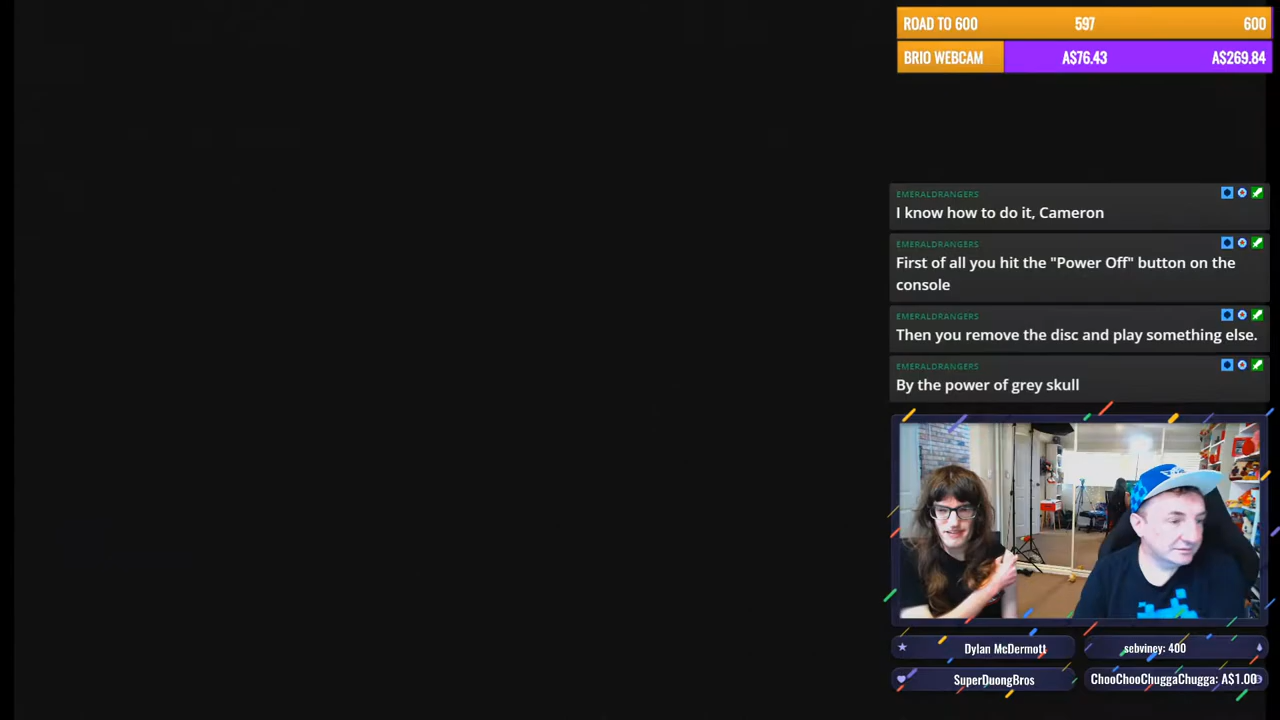 ROAD TO 600 597 600
BRIO WEBCAM A$76.43 A$269.84
EMERALDRANGERS
I know how to do it, Cameron
EMERALDRANGERS
First of all you hit the "Power Off" button on the
console
EMERALDRANGERS
Then you remove the disc and play something else.
EMERALDRANGERS
By the power of grey skull
Dylan McDermott
sebviney: 400
SuperDuongBros
ChooChooChuggaChugga: A$1.00